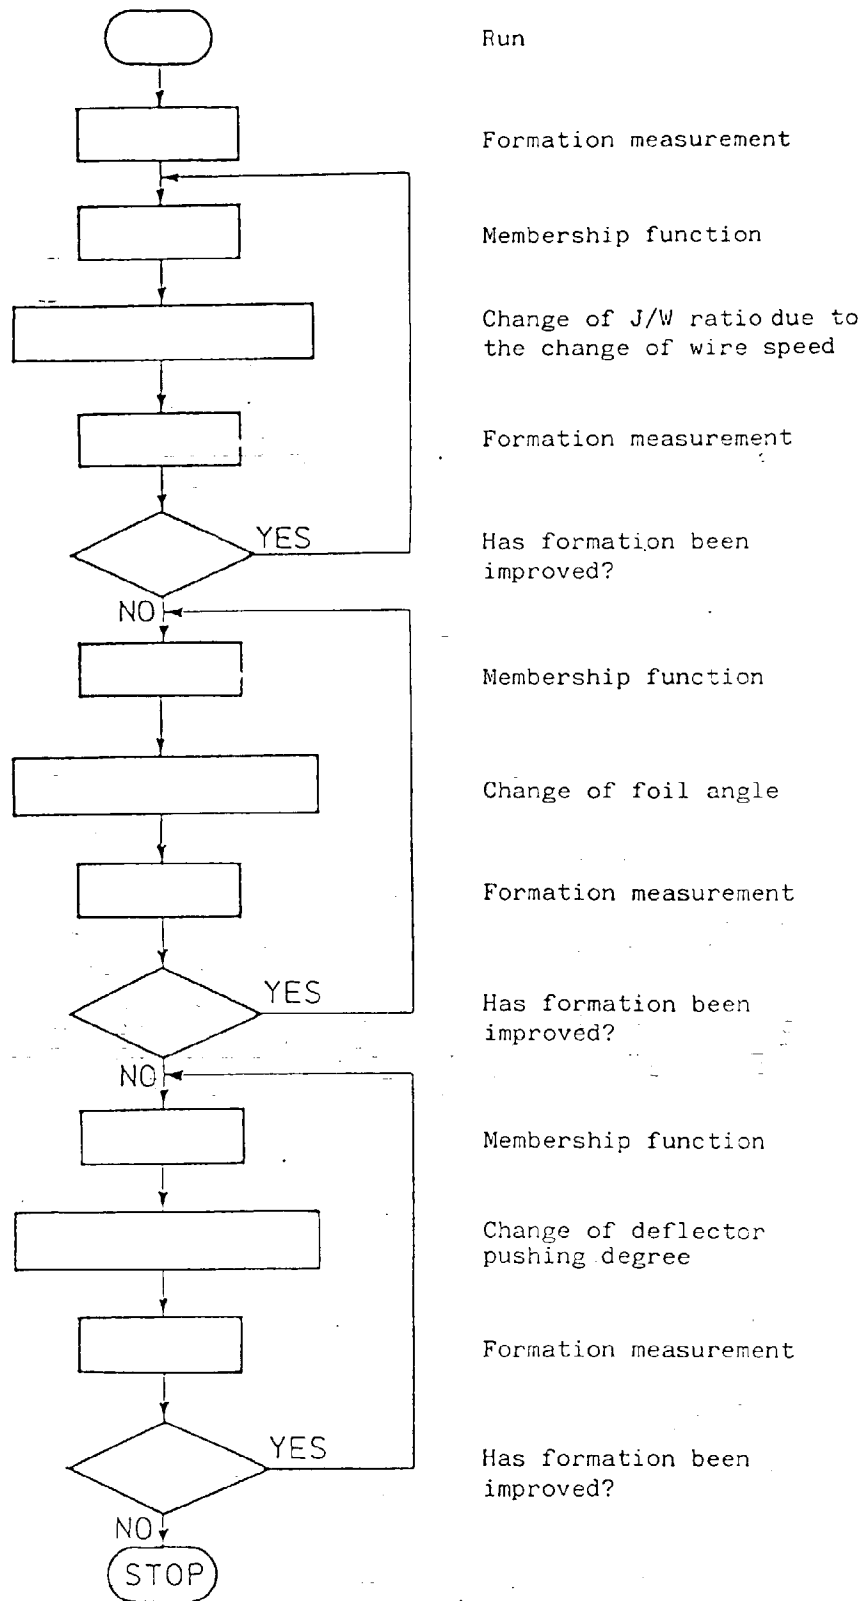 Run
Formation measurement
Membership function
Change of J/W ratio due to
the change of wire speed
Formation measurement
YES
Has formation been
improved?
NO
Membership function
Change of foil angle
Formation measurement
YES
Has formation been
improved?
NO
Membership function
Change of deflector
pushing degree
Formation measurement
YES
Has formation been
improved?
NO
STOP